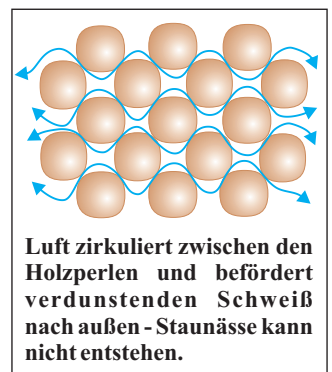 Luft zirkuliert zwischen den
Holzperlen und befördert
verdunstenden Schweiß
nach außen - Staunässe kann
nicht entstehen.